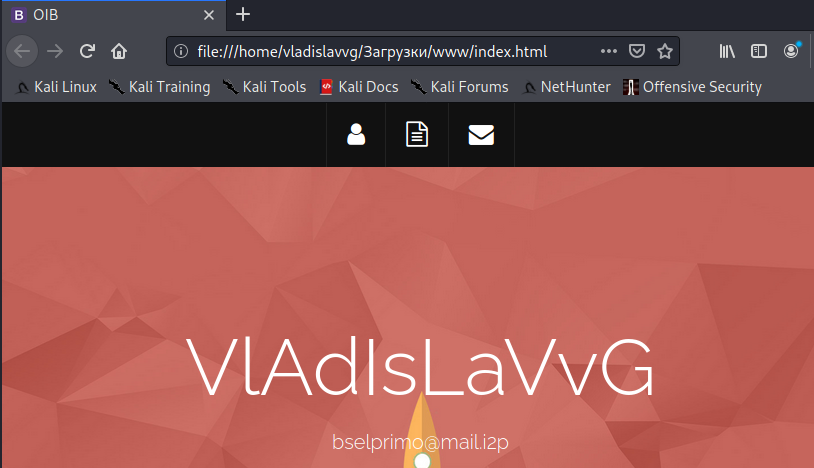 OIB
file:///home/vladislavvg/Загрузки/www/index.html
Kali Linux Kali Training Kali Tools Kali Docs Kali Forums NetHunter Offensive Security
VlAdIsLaVvG
bselprimo@mail.i2p